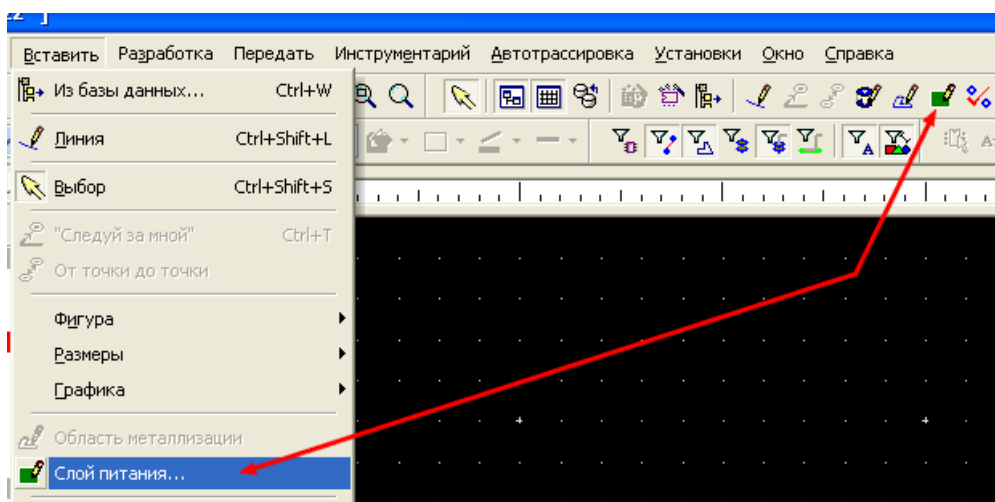 Вставить Разработка Передать Инструментарий Автотрассировка Установки Окно Справка
Из базы данных... Ctrl+W
Линия Ctrl+Shift+L
Выбор Ctrl+Shift+S
"Следуй за мной" Ctrl+T
От точки до точки
Фигура
Размеры
Графика
Область металлизации
Слой питания...